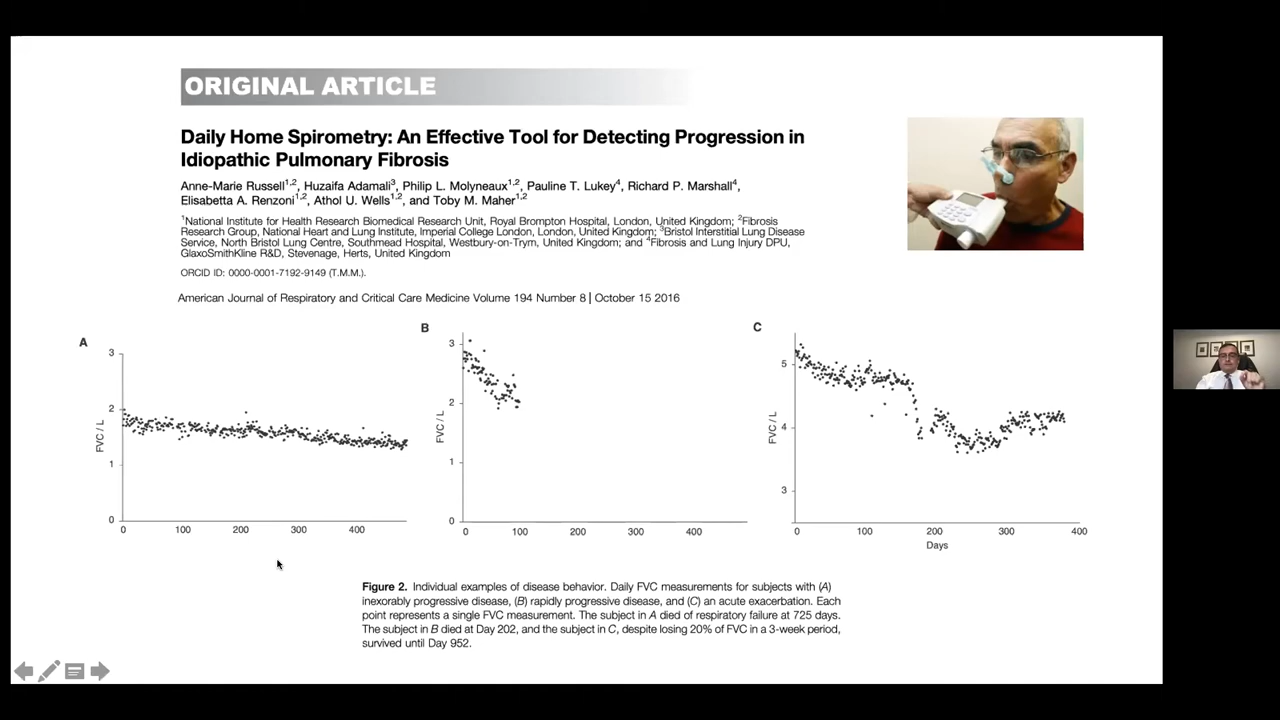 ORIGINAL ARTICLE
Daily Home Spirometry: An Effective Tool for Detecting Progression in
Idiopathic Pulmonary Fibrosis
Anne-Marie Russell1,2, Huzaifa Adamali3, Philip L. Molyneaux1,2, Pauline T. Lukey4, Richard P. Marshall4,
Elisabetta A. Renzoni1,2, Athol U. Wells1,2, and Toby M. Maher1,2
1National Institute for Health Research Biomedical Research Unit, Royal Brompton Hospital, London, United Kingdom; 2Fibrosis
Research Group, National Heart and Lung Institute, Imperial College London, London, United Kingdom; 3Bristol Interstitial Lung Disease
Service, North Bristol Lung Centre, Southmead Hospital, Westbury-on-Trym, United Kingdom; and 4Fibrosis and Lung Injury DPU,
GlaxoSmithKline R&D, Stevenage, Herts, United Kingdom
ORCID ID: 0000-0001-7192-9149 (T.M.M.).
American Journal of Respiratory and Critical Care Medicine Volume 194 Number 8 | October 15 2016
A
3
2
1
0
FVC / L
0 100 200 300 400
B
3
2
1
0
FVC / L
0 100 200 300 400
C
5
4
3
FVC / L
100 200 300 400
Days
Figure 2. Individual examples of disease behavior. Daily FVC measurements for subjects with (A)
inexorably progressive disease, (B) rapidly progressive disease, and (C) an acute exacerbation. Each
point represents a single FVC measurement. The subject in A died of respiratory failure at 725 days.
The subject in B died at Day 202, and the subject in C, despite losing 20% of FVC in a 3-week period,
survived until Day 952.